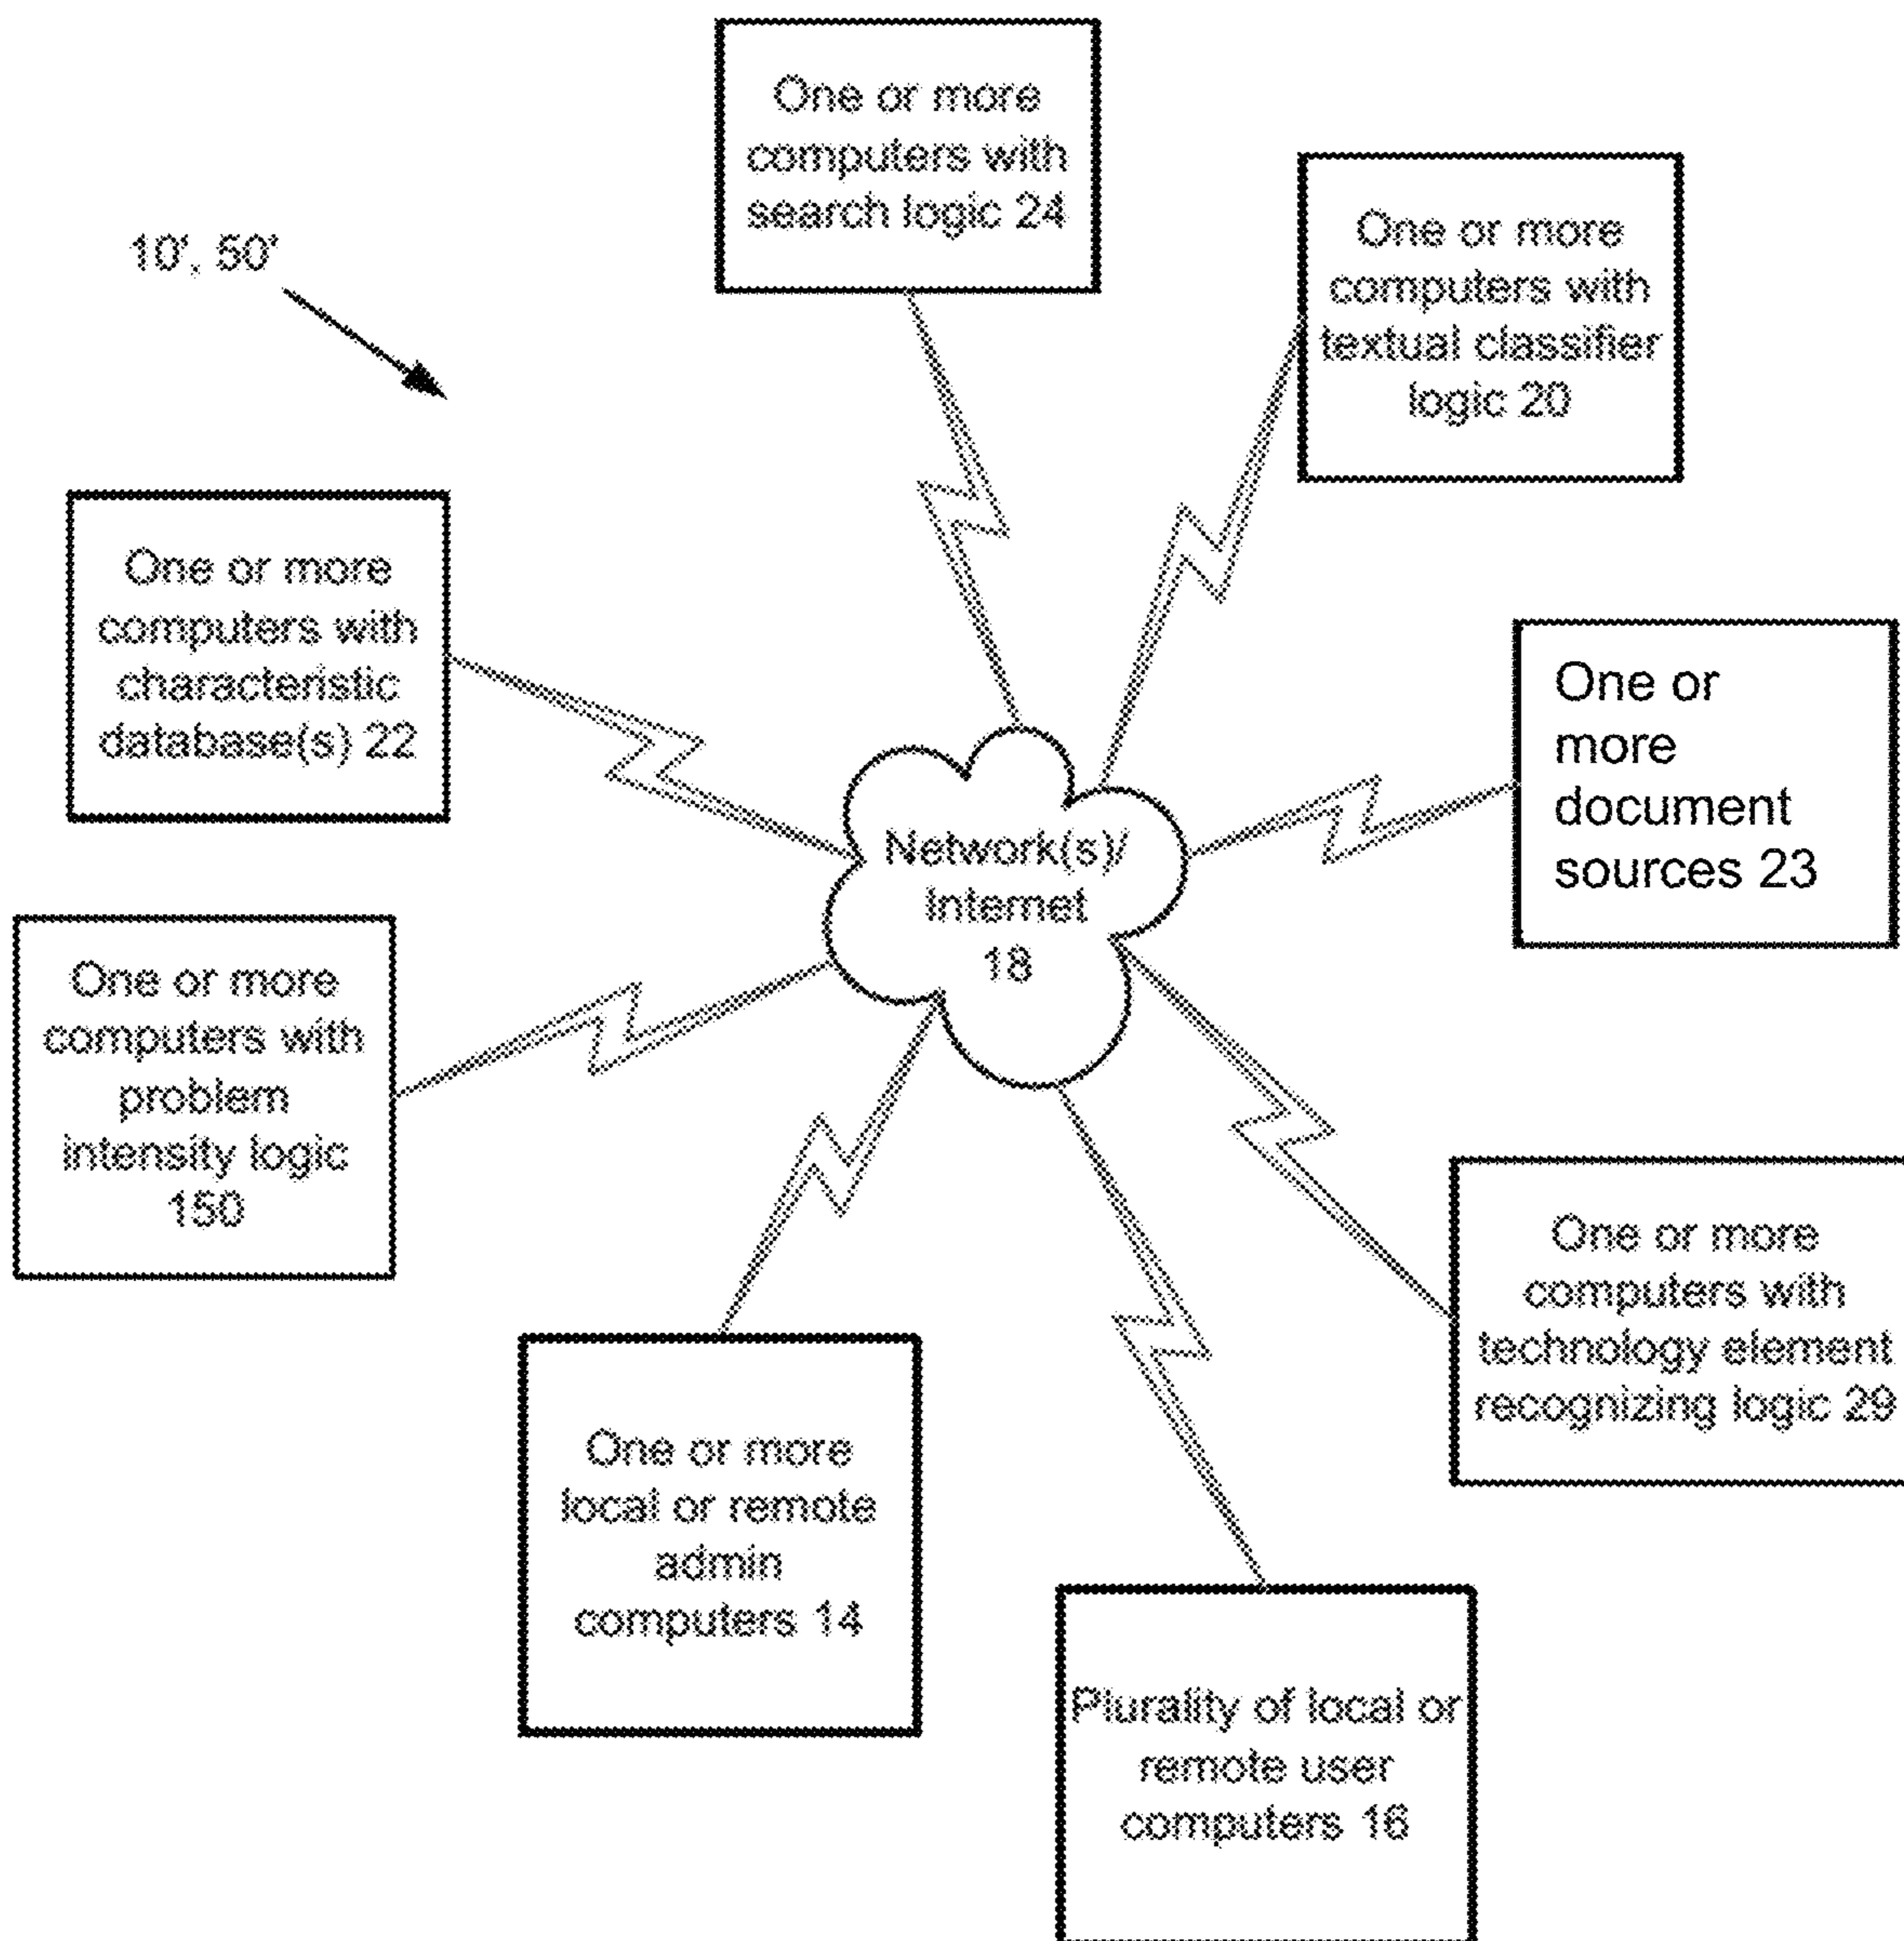 One or more
computers with
search logic 24
10', 50'
One or more
computers with
textual classifier
logic 20
One or more
computers with
characteristic
database(s) 22
One or
more
document
sources 23
Network(s)/
Internet
18
One or more
computers with
problem
intensity logic
150
One or more
computers with
technology element
recognizing logic 29
One or more
local or remote
admin
computers 14
Plurality of local or
remote user
computers 16